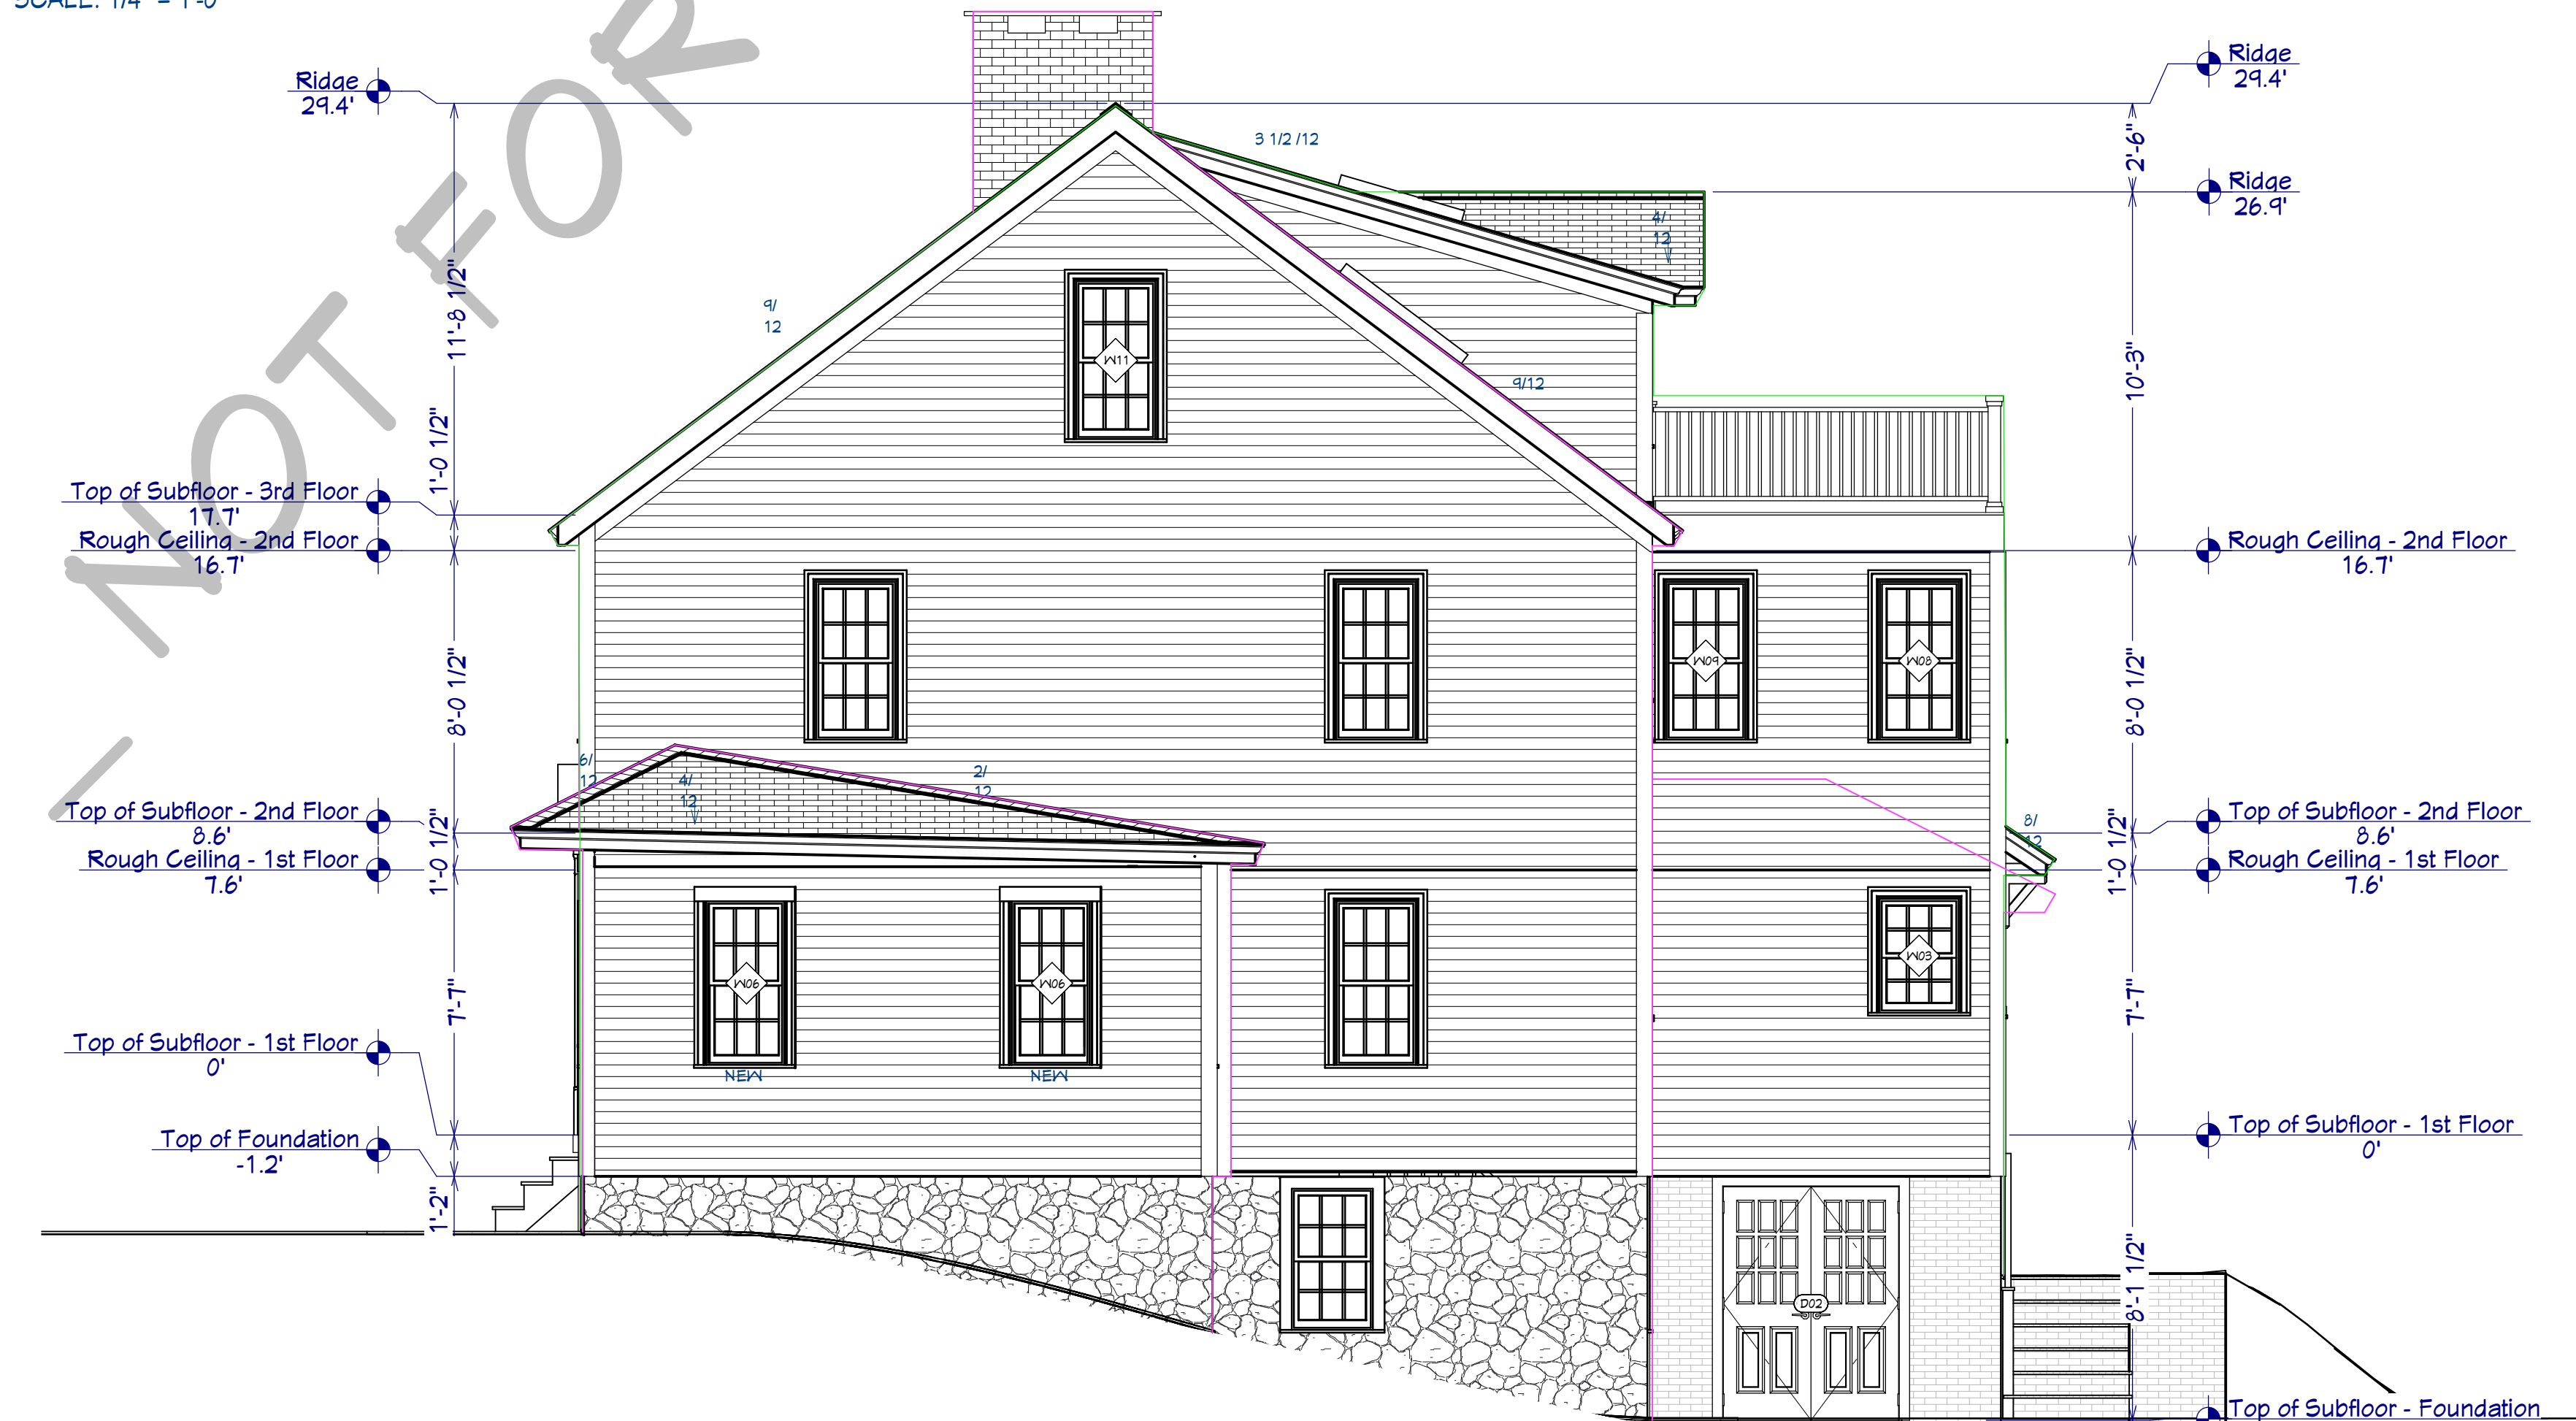 SCALE: 1/4" = 1'-0"
NOT FOR
Ridge
29.4'
11'-8 1/2"
1'-0 1/2"
Top of Subfloor - 3rd Floor
17.7'
Rough Ceiling - 2nd Floor
16.7'
8'-0 1/2"
Top of Subfloor - 2nd Floor
8.6'
1'-0 1/2"
Rough Ceiling - 1st Floor
7.6'
7'-7"
Top of Subfloor - 1st Floor
0'
Top of Foundation
-1.2'
1'-2"
9/
12
3 1/2 /12
4/
12
9/12
W11
W09
W08
6/
12
4/
12
2/
12
8/
12
W06
W06
W03
NEW
NEW
D02
Ridge
29.4'
2'-6"
Ridge
26.9'
10'-3"
Rough Ceiling - 2nd Floor
16.7'
8'-0 1/2"
Top of Subfloor - 2nd Floor
8.6'
1'-0 1/2"
Rough Ceiling - 1st Floor
7.6'
7'-7"
Top of Subfloor - 1st Floor
0'
8'-1 1/2"
Top of Subfloor - Foundation